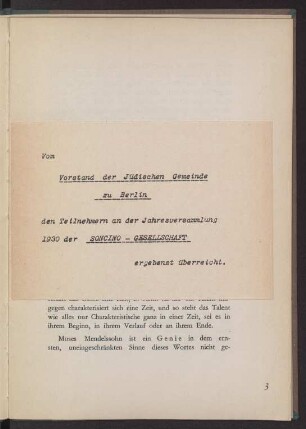 Vom
Vorstand der Jüdischen Gemeinde
zu Berlin
den Teilnehmern an der Jahresversammlung
1930 der SONCINO - GESELLSCHAFT
ergebenst überreicht.
gegen charakterisiert sich eine Zeit, und so steht das Talent
wie alles nur Charakteristische ganz in einer Zeit, sei es in
ihrem Beginn, in ihrem Verlauf oder an ihrem Ende.
Moses Mendelssohn ist ein Genie in dem ern-
sten, uneingeschränkten Sinne dieses Wortes nicht ge-
3